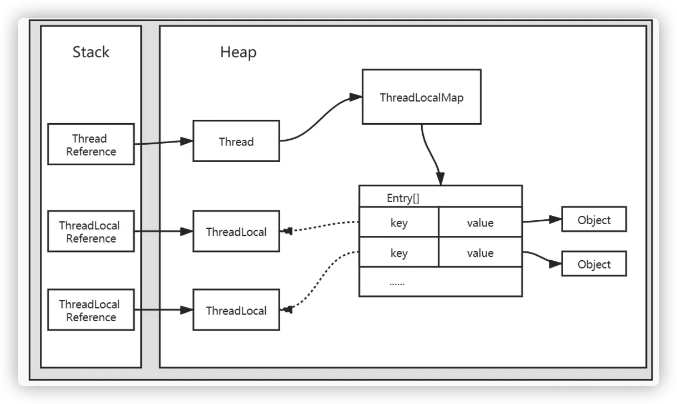 Stack
Heap
ThreadLocalMap
Thread
Reference
Thread
Entry[]
ThreadLocal
Reference
ThreadLocal
key
value
Object
key
value
Object
ThreadLocal
Reference
ThreadLocal
......